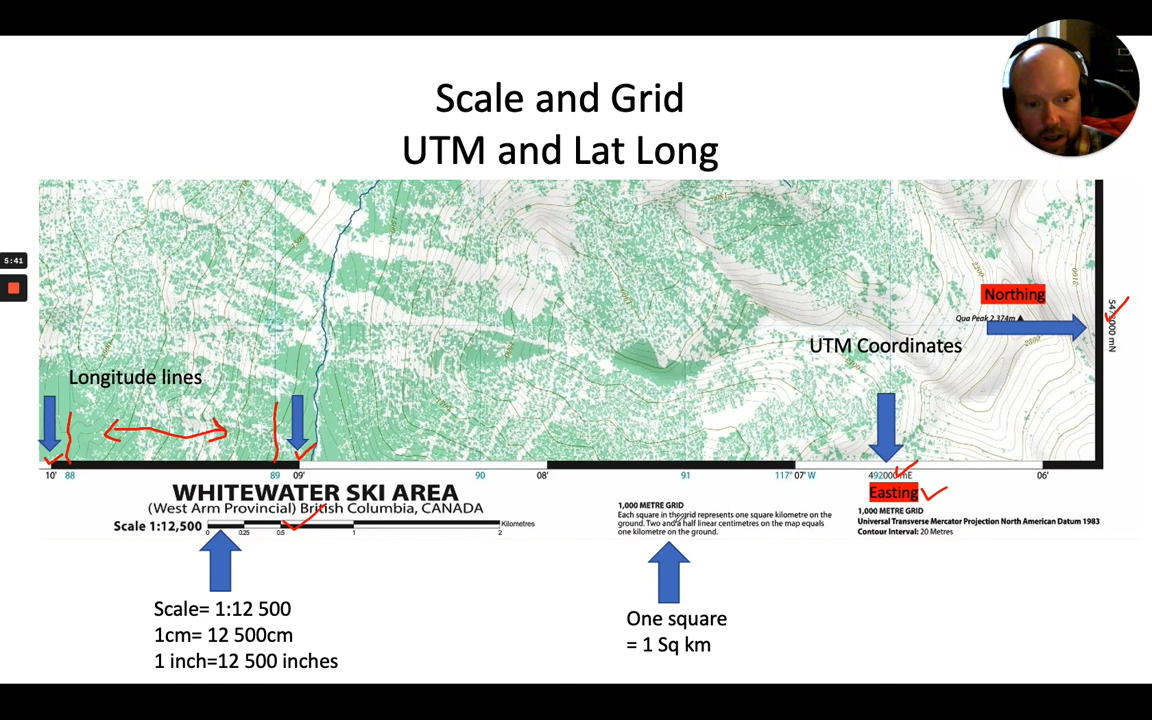 Scale and Grid
UTM and Lat Long
5:41
Northing
Qua Peak 2 374m
UTM Coordinates
Longitude lines
2200
2100
10' 88 89 09' 90 08' 91 07' 117° W 492000mE 06'
Easting
WHITEWATER SKI AREA
(West Arm Provincial) British Columbia, CANADA
Scale 1:12,500
0 0.25 0.5 1 2 Kilometres
1,000 METRE GRID
Each square in the grid represents one square kilometre on the
ground. Two and a half linear centimetres on the map equals
one kilometre on the ground.
1,000 METRE GRID
Universal Transverse Mercator Projection North American Datum 1983
Contour Interval: 20 Metres
Scale= 1:12 500
1cm= 12 500cm
1 inch=12 500 inches
One square
= 1 Sq km